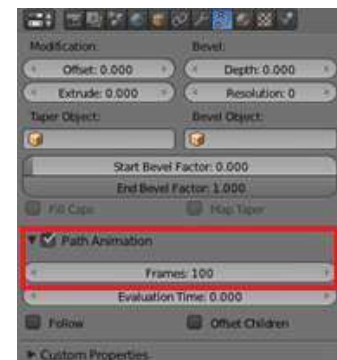 Modification: Bevel:
Offset: 0.000 Depth: 0.000
Extrude: 0.000 Resolution: 0
Taper Object: Bevel Object:
Start Bevel Factor: 0.000
End Bevel Factor: 1.000
Fill Caps Map Taper
Path Animation
Frames: 100
Evaluation Time: 0.000
Follow Offset Children
Custom Properties